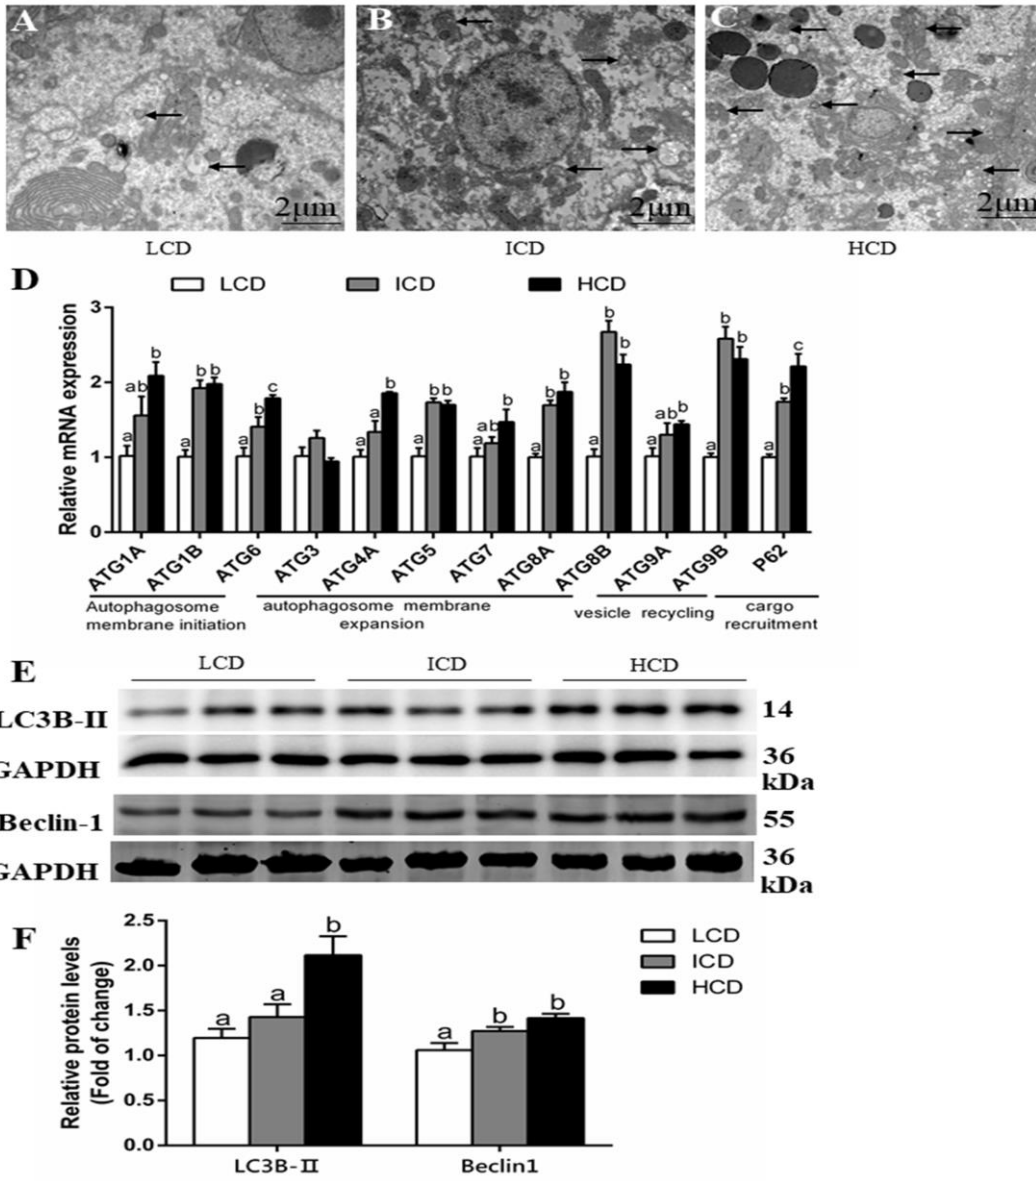 A
B
C
2μm
2μm
2μm
LCD
ICD
HCD
D
LCD
ICD
HCD
Relative mRNA expression
3
2
1
0
a ab b
a b b
a b c
a a b
a b b
a ab b
a b b
a b b
a ab b
a b b
a b c
ATG1A
ATG1B
ATG6
ATG3
ATG4A
ATG5
ATG7
ATG8A
ATG8B
ATG9A
ATG9B
P62
Autophagosome
membrane initiation
autophagosome membrane
expansion
vesicle recycling
cargo
recruitment
E
LCD
ICD
HCD
LC3B-II
14
GAPDH
36
kDa
Beclin-1
55
GAPDH
36
kDa
F
Relative protein levels
(Fold of change)
2.5
2.0
1.5
1.0
0.5
0.0
a a b
a b b
LC3B-II
Beclin1
LCD
ICD
HCD